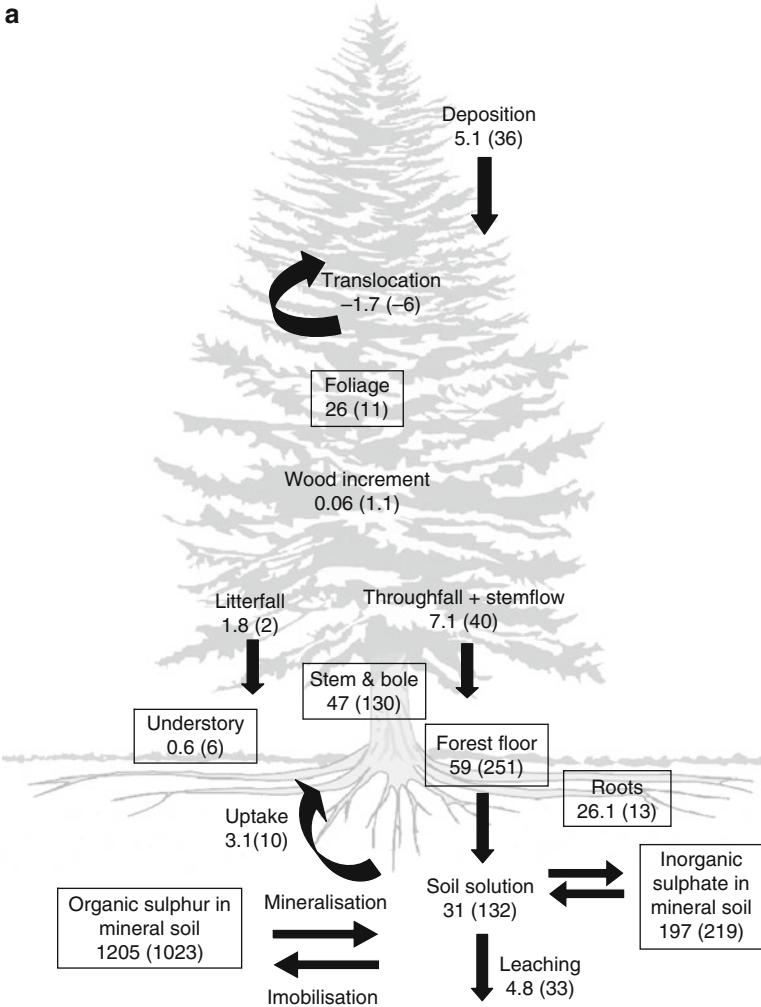 a
Deposition
5.1 (36)
Translocation
–1.7 (–6)
Foliage
26 (11)
Wood increment
0.06 (1.1)
Litterfall
1.8 (2)
Throughfall + stemflow
7.1 (40)
Stem & bole
47 (130)
Understory
0.6 (6)
Forest floor
59 (251)
Roots
26.1 (13)
Uptake
3.1(10)
Soil solution
31 (132)
Inorganic
sulphate in
mineral soil
197 (219)
Organic sulphur in
mineral soil
1205 (1023)
Mineralisation
Imobilisation
Leaching
4.8 (33)